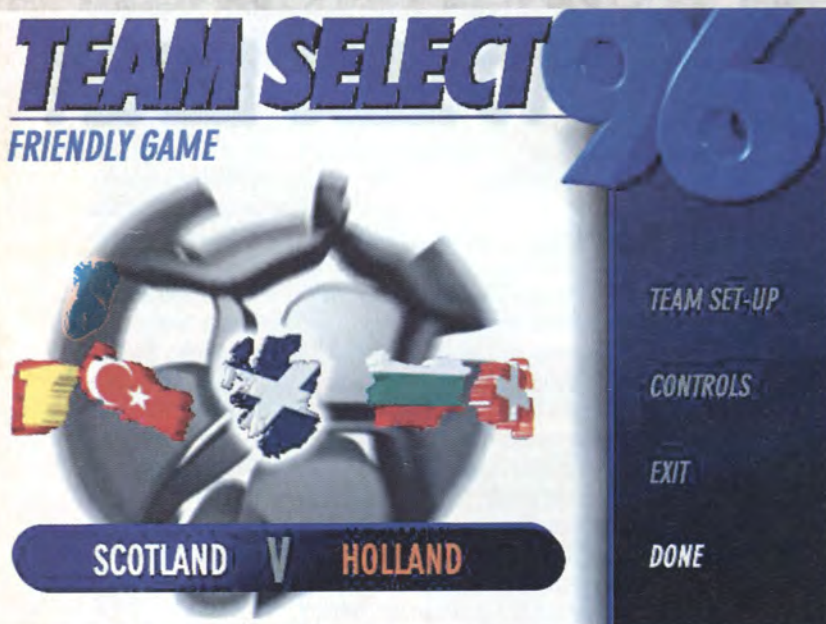 TEAM SELECT 96
FRIENDLY GAME
TEAM SET-UP
CONTROLS
EXIT
DONE
SCOTLAND V HOLLAND